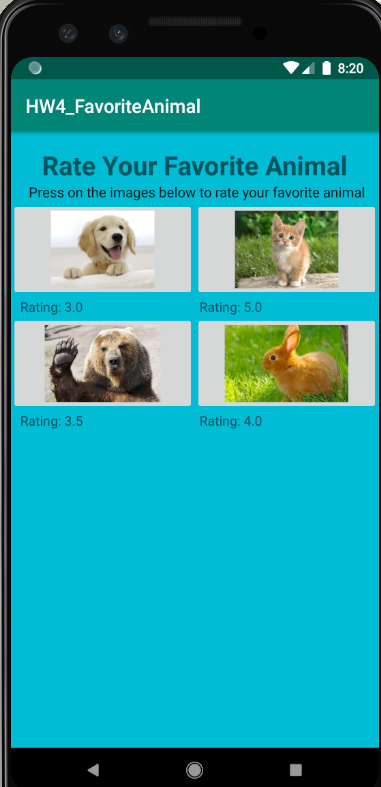 8:20
HW4_FavoriteAnimal
Rate Your Favorite Animal
Press on the images below to rate your favorite animal
Rating: 3.0
Rating: 5.0
Rating: 3.5
Rating: 4.0